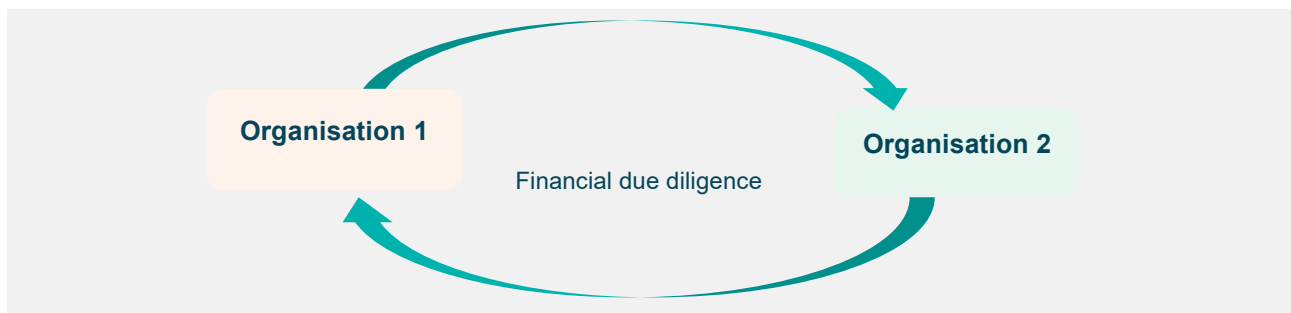 Organisation 1
Organisation 2
Financial due diligence